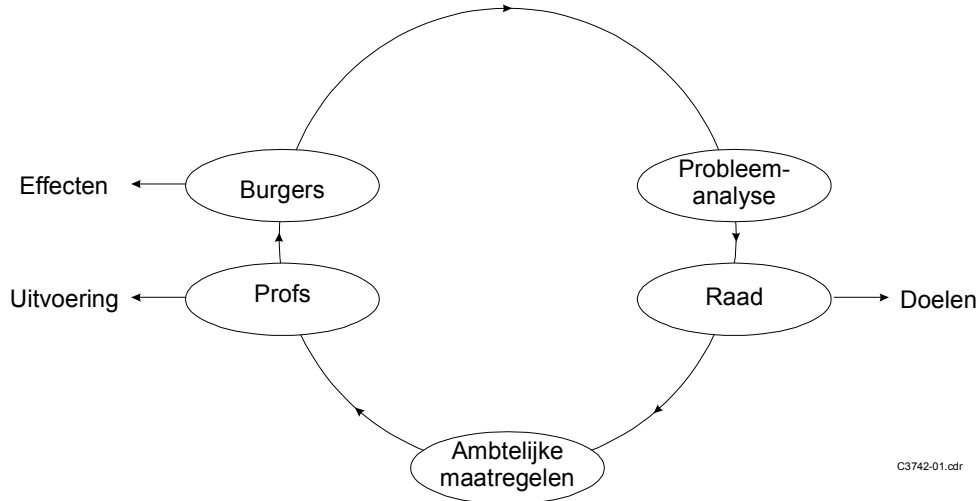 Effecten
Burgers
Probleem-
analyse
Uitvoering
Profs
Raad
Doelen
Ambtelijke
maatregelen
C3742-01.cdr